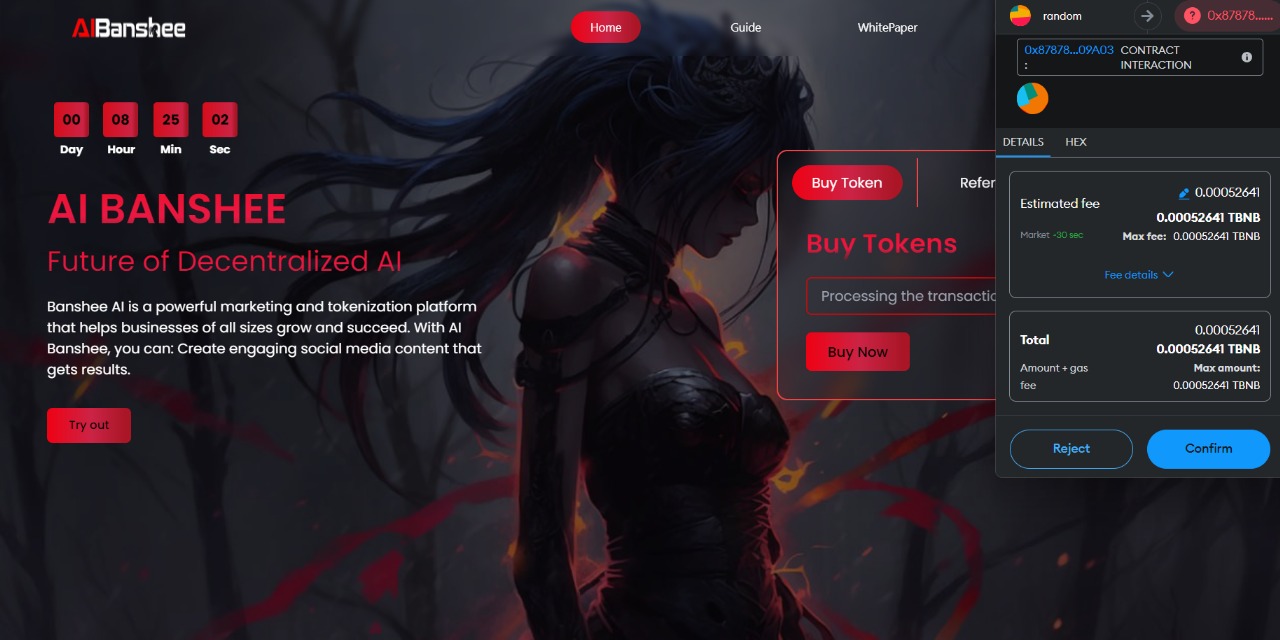 AIBanshee
Home
Guide
WhitePaper
00
08
25
02
Day
Hour
Min
Sec
AI BANSHEE
Future of Decentralized AI
Banshee AI is a powerful marketing and tokenization platform
that helps businesses of all sizes grow and succeed. With AI
Banshee, you can: Create engaging social media content that
gets results.
Try out
Buy Token
Refer
Buy Tokens
Processing the transactio
Buy Now
random
? 0x87878......
0x87878...09A03 CONTRACT
: INTERACTION
DETAILS
HEX
Estimated fee
0.00052641
0.00052641 TBNB
Market ~30 sec
Max fee: 0.00052641 TBNB
Fee details
Total
0.00052641
0.00052641 TBNB
Amount + gas
fee
Max amount:
0.00052641 TBNB
Reject
Confirm